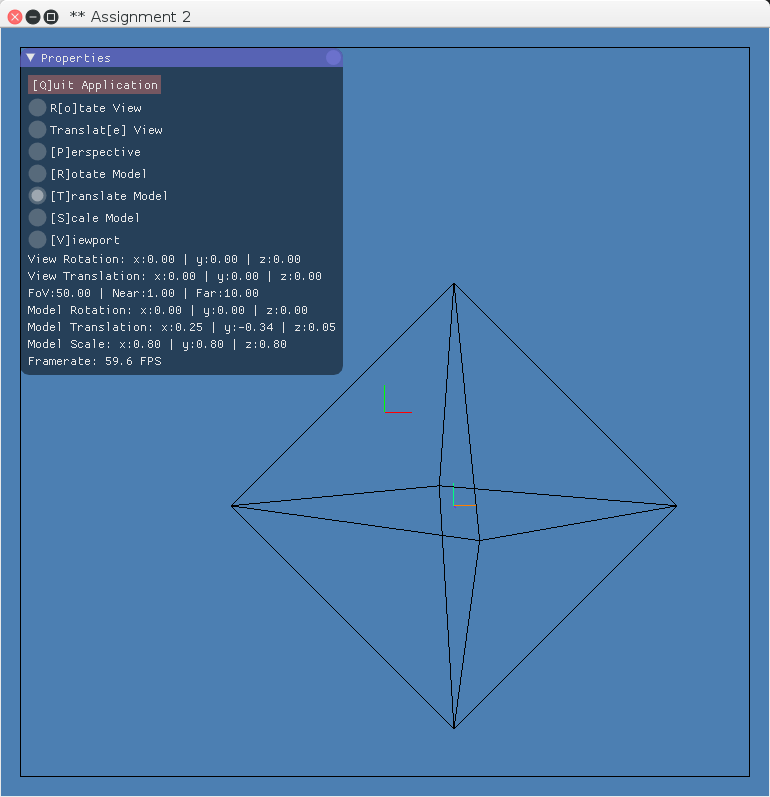 ** Assignment 2
Properties
[Q]uit Application
R[o]tate View
Translat[e] View
[P]erspective
[R]otate Model
[T]ranslate Model
[S]cale Model
[V]iewport
View Rotation: x:0.00 | y:0.00 | z:0.00
View Translation: x:0.00 | y:0.00 | z:0.00
FoV:50.00 | Near:1.00 | Far:10.00
Model Rotation: x:0.00 | y:0.00 | z:0.00
Model Translation: x:0.25 | y:-0.34 | z:0.05
Model Scale: x:0.80 | y:0.80 | z:0.80
Framerate: 59.6 FPS